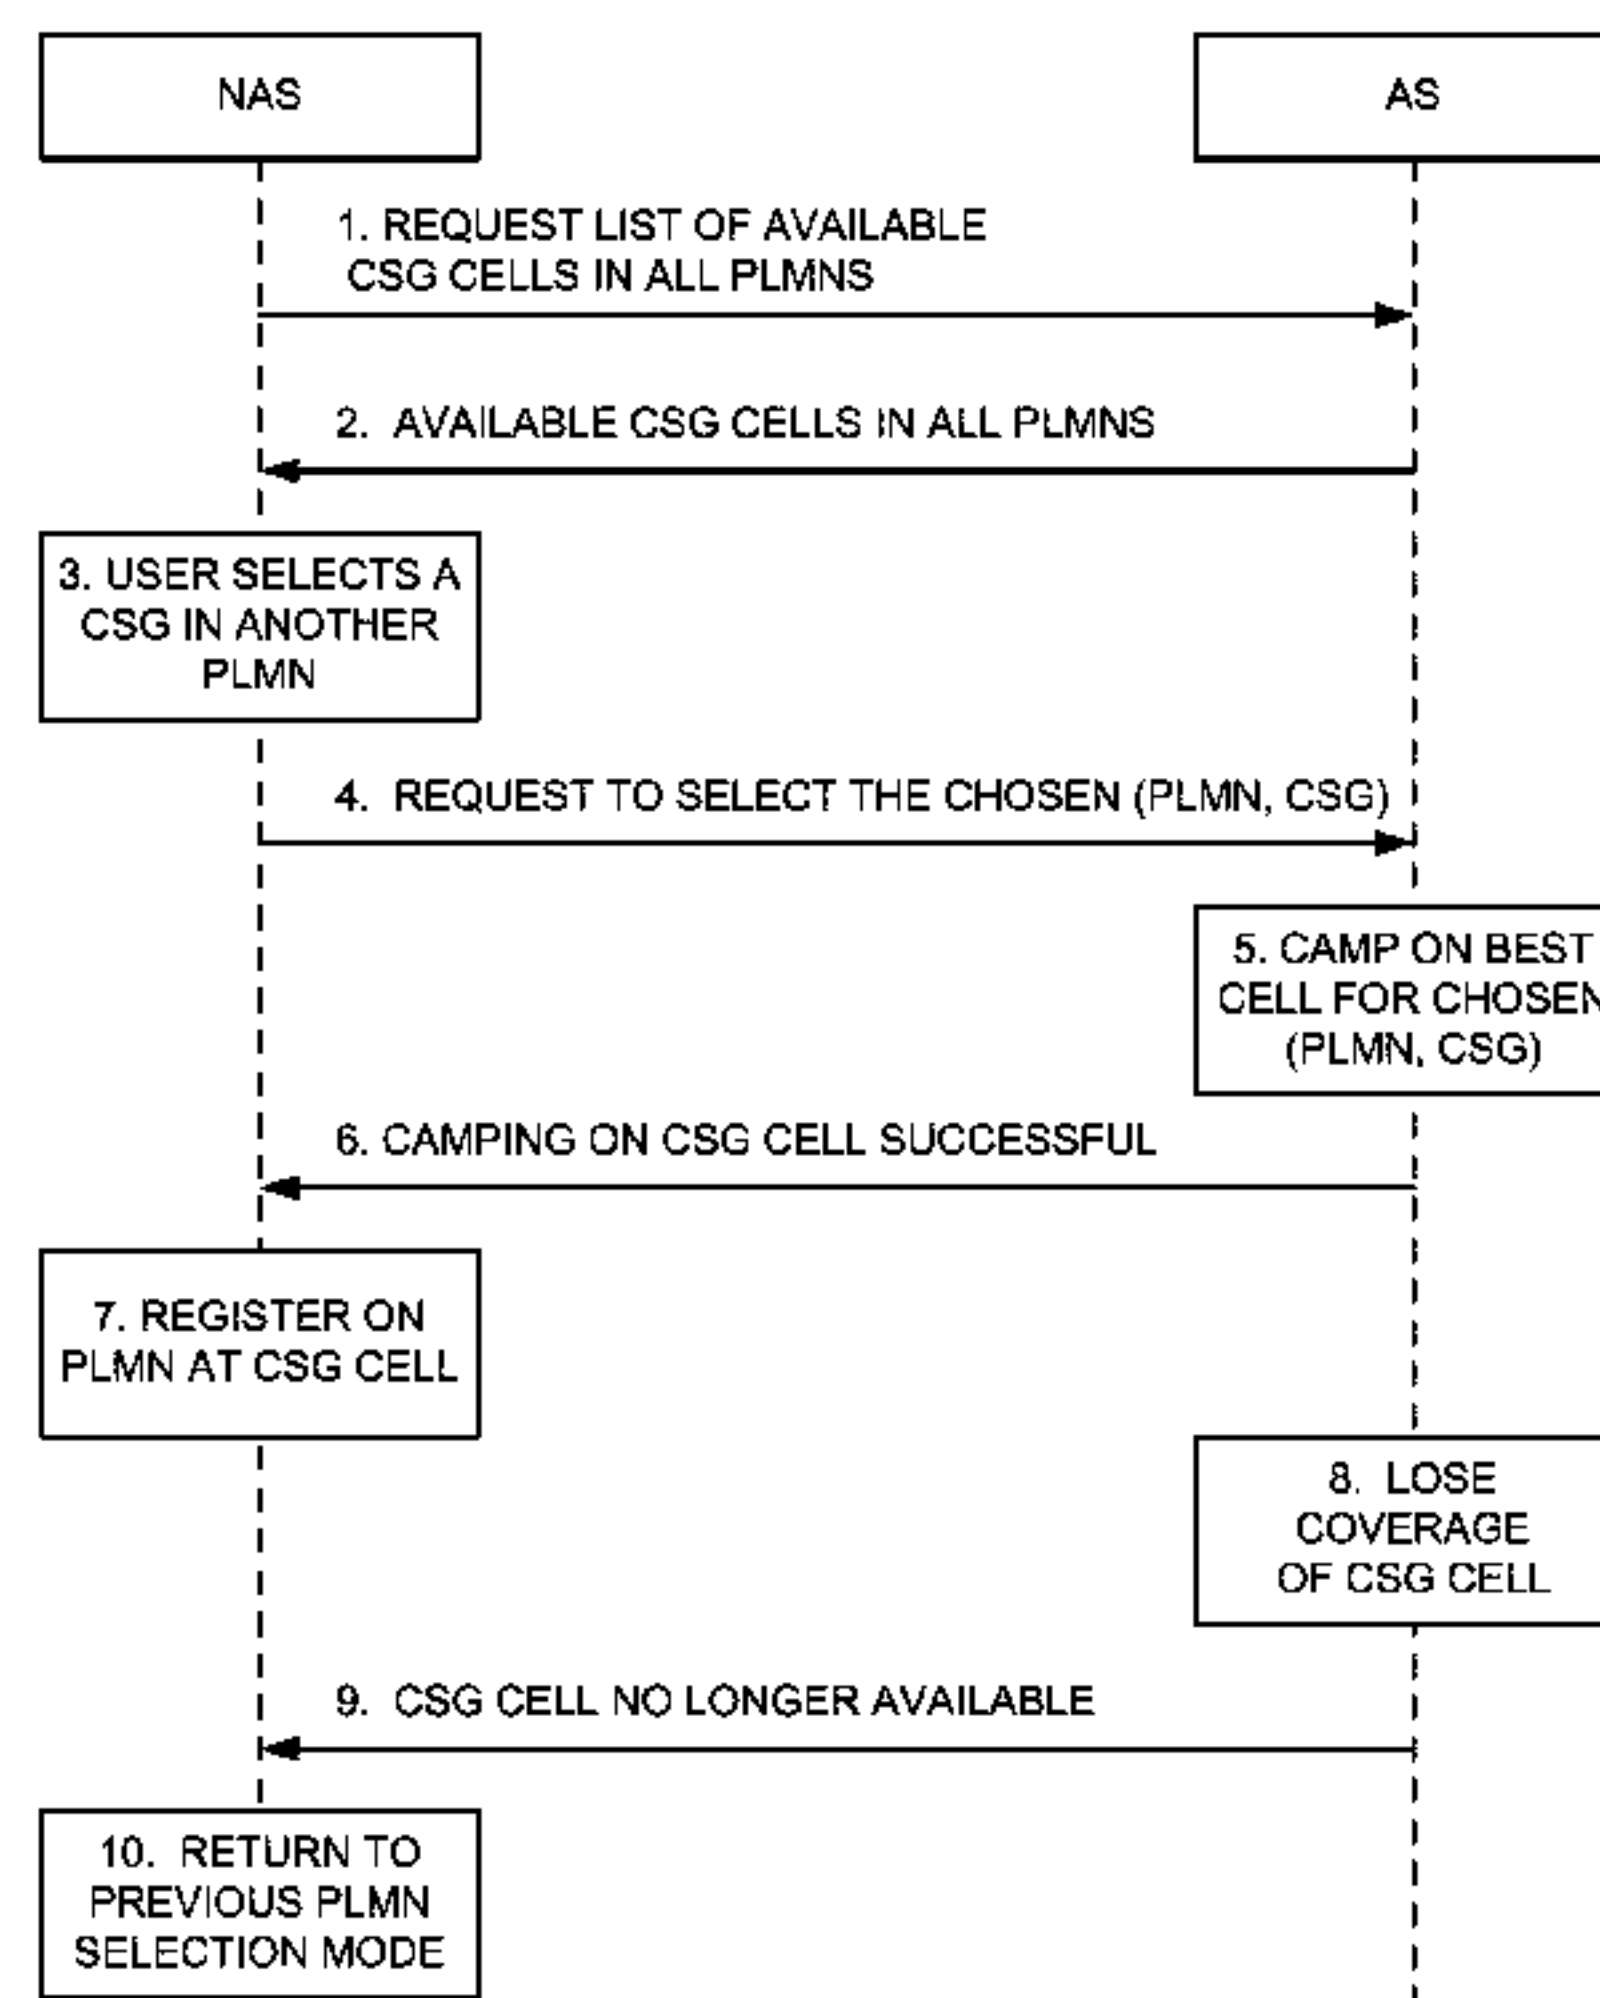 NAS
AS
1. REQUEST LIST OF AVAILABLE
CSG CELLS IN ALL PLMNS
2. AVAILABLE CSG CELLS IN ALL PLMNS
3. USER SELECTS A
CSG IN ANOTHER
PLMN
4. REQUEST TO SELECT THE CHOSEN (PLMN, CSG)
5. CAMP ON BEST
CELL FOR CHOSEN
(PLMN, CSG)
6. CAMPING ON CSG CELL SUCCESSFUL
7. REGISTER ON
PLMN AT CSG CELL
8. LOSE
COVERAGE
OF CSG CELL
9. CSG CELL NO LONGER AVAILABLE
10. RETURN TO
PREVIOUS PLMN
SELECTION MODE